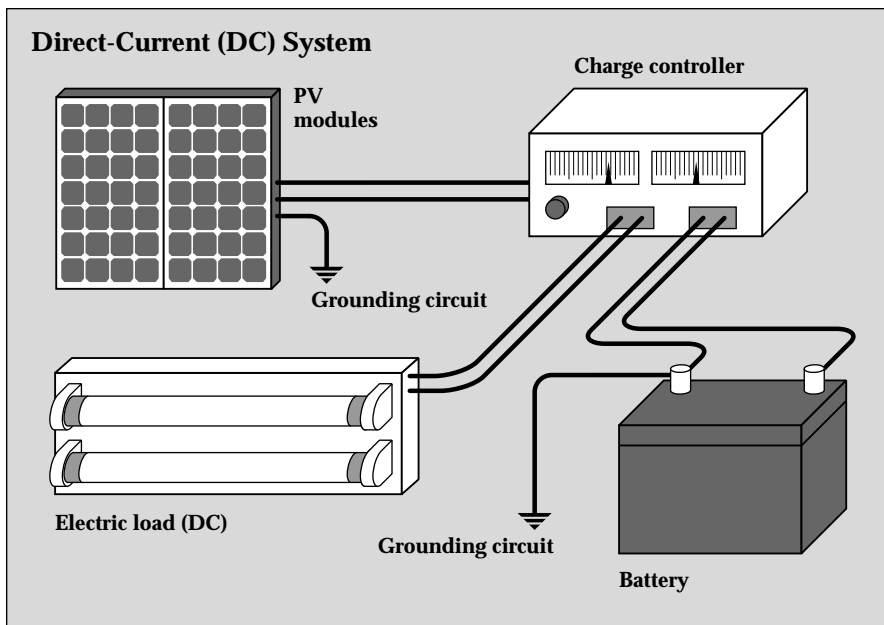 Direct-Current (DC) System
Charge controller
PV
modules
Grounding circuit
Electric load (DC)
Grounding circuit
Battery